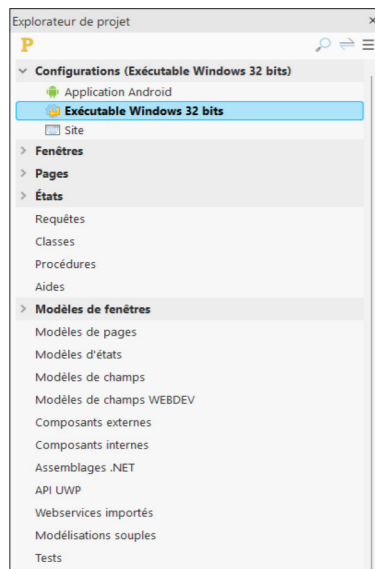 Explorateur de projet
Configurations (Exécutable Windows 32 bits)
Application Android
Exécutable Windows 32 bits
Site
Fenêtres
Pages
États
Requêtes
Classes
Procédures
Aides
Modèles de fenêtres
Modèles de pages
Modèles d'états
Modèles de champs
Modèles de champs WEBDEV
Composants externes
Composants internes
Assemblages .NET
API UWP
Webservices importés
Modélisations souples
Tests